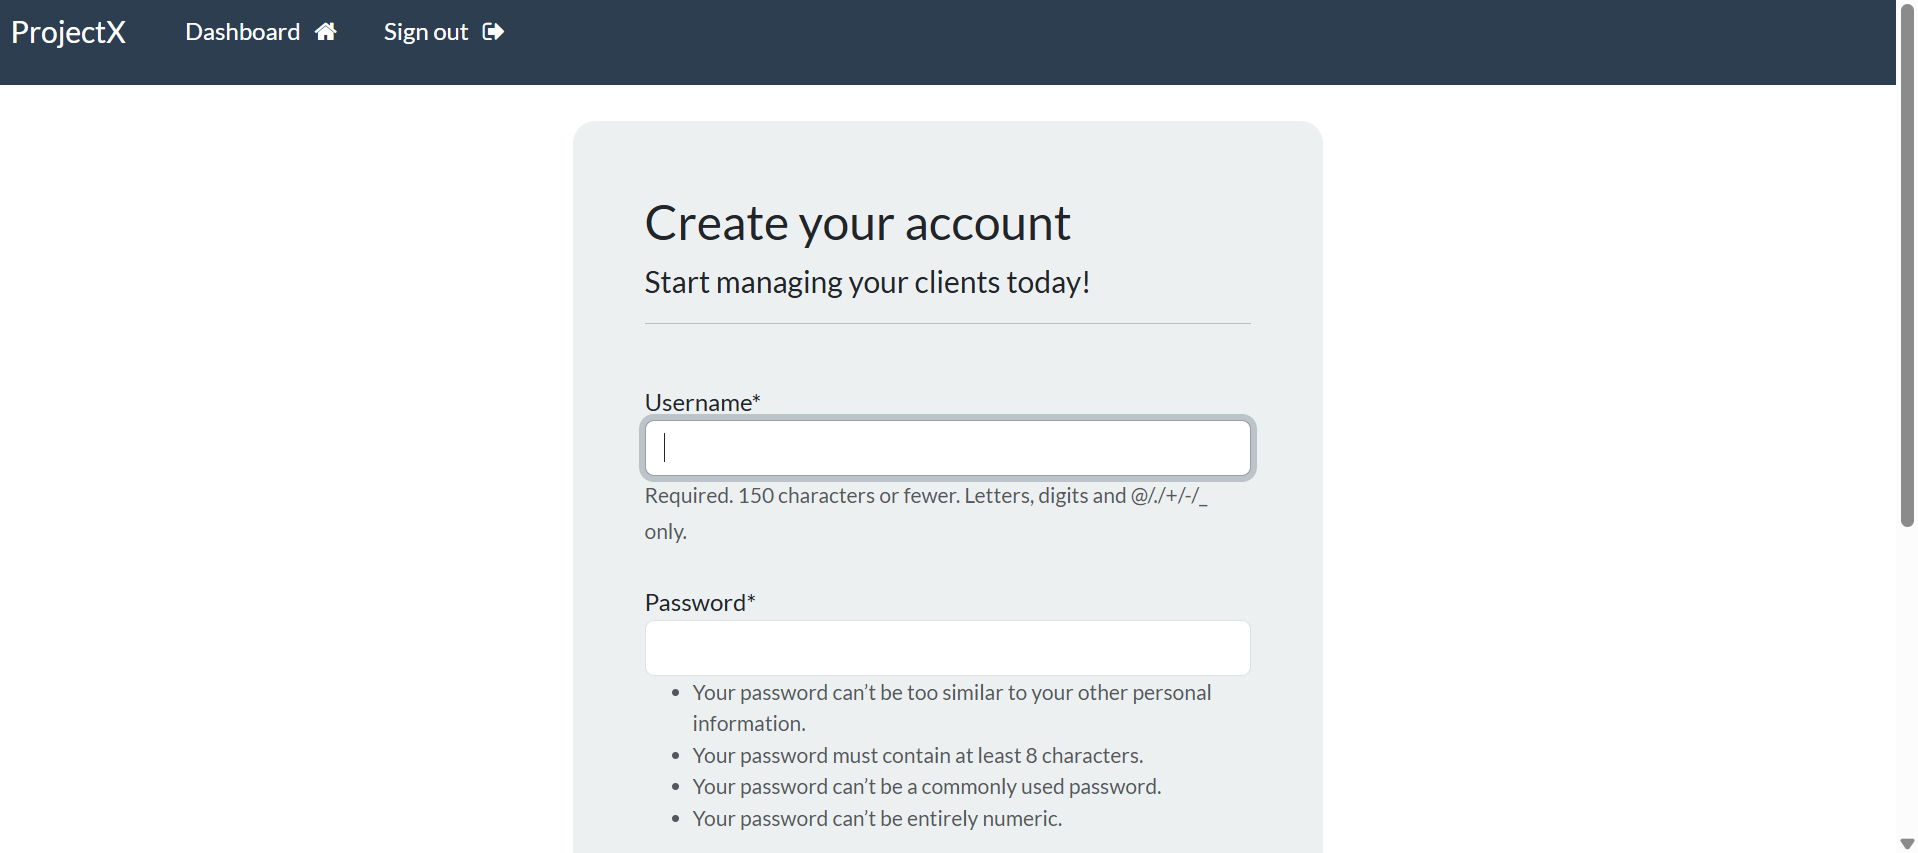 ProjectX Dashboard Sign out
Create your account
Start managing your clients today!
Username*
Required. 150 characters or fewer. Letters, digits and @/./+/-/_
only.
Password*
• Your password can’t be too similar to your other personal
information.
• Your password must contain at least 8 characters.
• Your password can’t be a commonly used password.
• Your password can’t be entirely numeric.